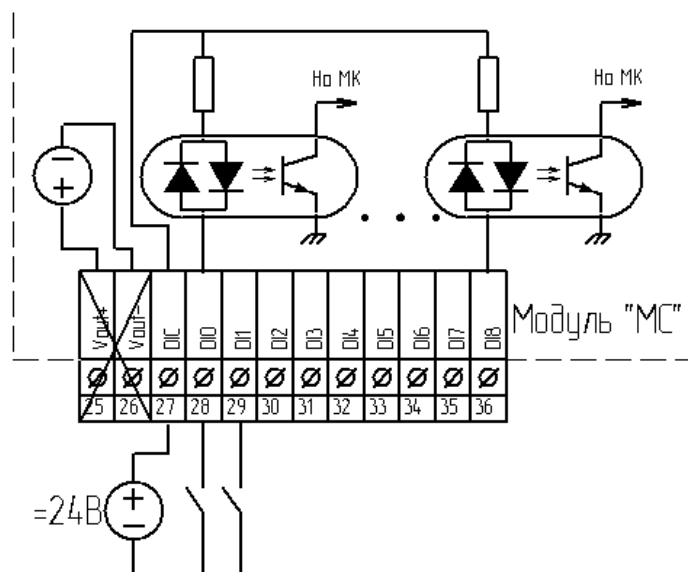 На МК
На МК
Vout+
Vout-
DIC
DI0
DI1
DI2
DI3
DI4
DI5
DI6
DI7
DI8
Модуль "МС"
25 26 27 28 29 30 31 32 33 34 35 36
=24В